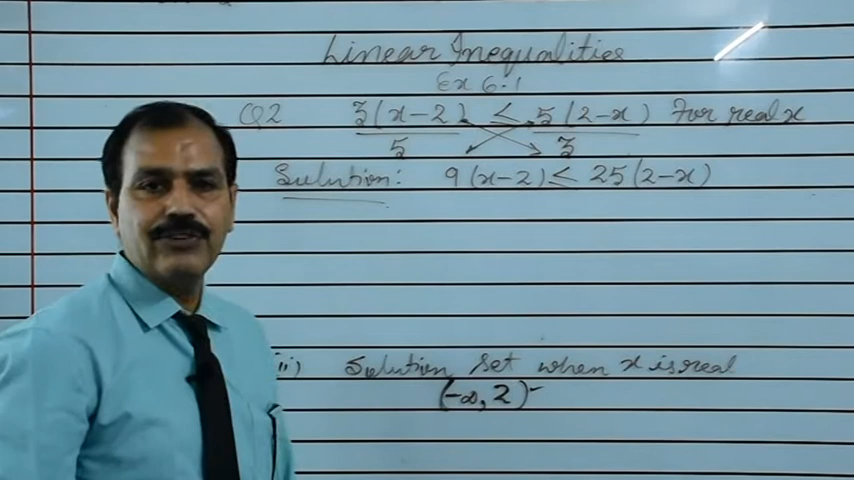 Linear Inequalities
Ex 6.1
Q2 3(x-2) ≤ 5(2-x) For real x
5 3
Solution: 9(x-2) ≤ 25(2-x)
ii) Solution set when x is real
(-∞, 2)